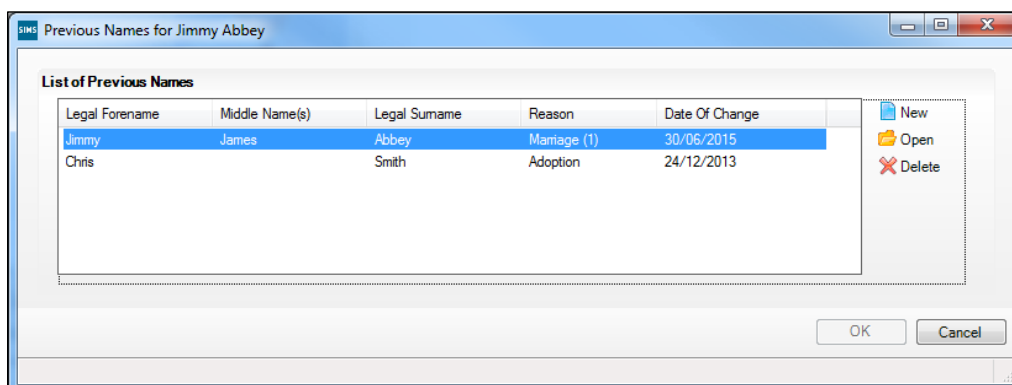 SIMS Previous Names for Jimmy Abbey
List of Previous Names
Legal Forename Middle Name(s) Legal Surname Reason Date Of Change
Jimmy James Abbey Marriage (1) 30/06/2015
Chris Smith Adoption 24/12/2013
New
Open
Delete
OK Cancel